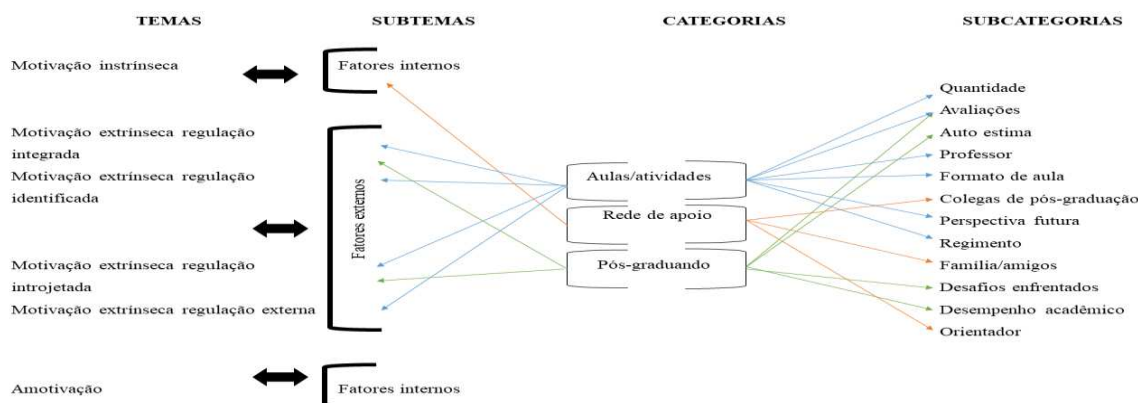 TEMAS
SUBTEMAS
CATEGORIAS
SUBCATEGORIAS
Motivação instrínseca
Fatores internos
Motivação extrínseca regulação
integrada
Motivação extrínseca regulação
identificada
Motivação extrínseca regulação
introjetada
Motivação extrínseca regulação externa
Fatores externos
Amotivação
Fatores internos
Aulas/atividades
Rede de apoio
Pós-graduando
Quantidade
Avaliações
Auto estima
Professor
Formato de aula
Colegas de pós-graduação
Perspectiva futura
Regimento
Família/amigos
Desafios enfrentados
Desempenho acadêmico
Orientador